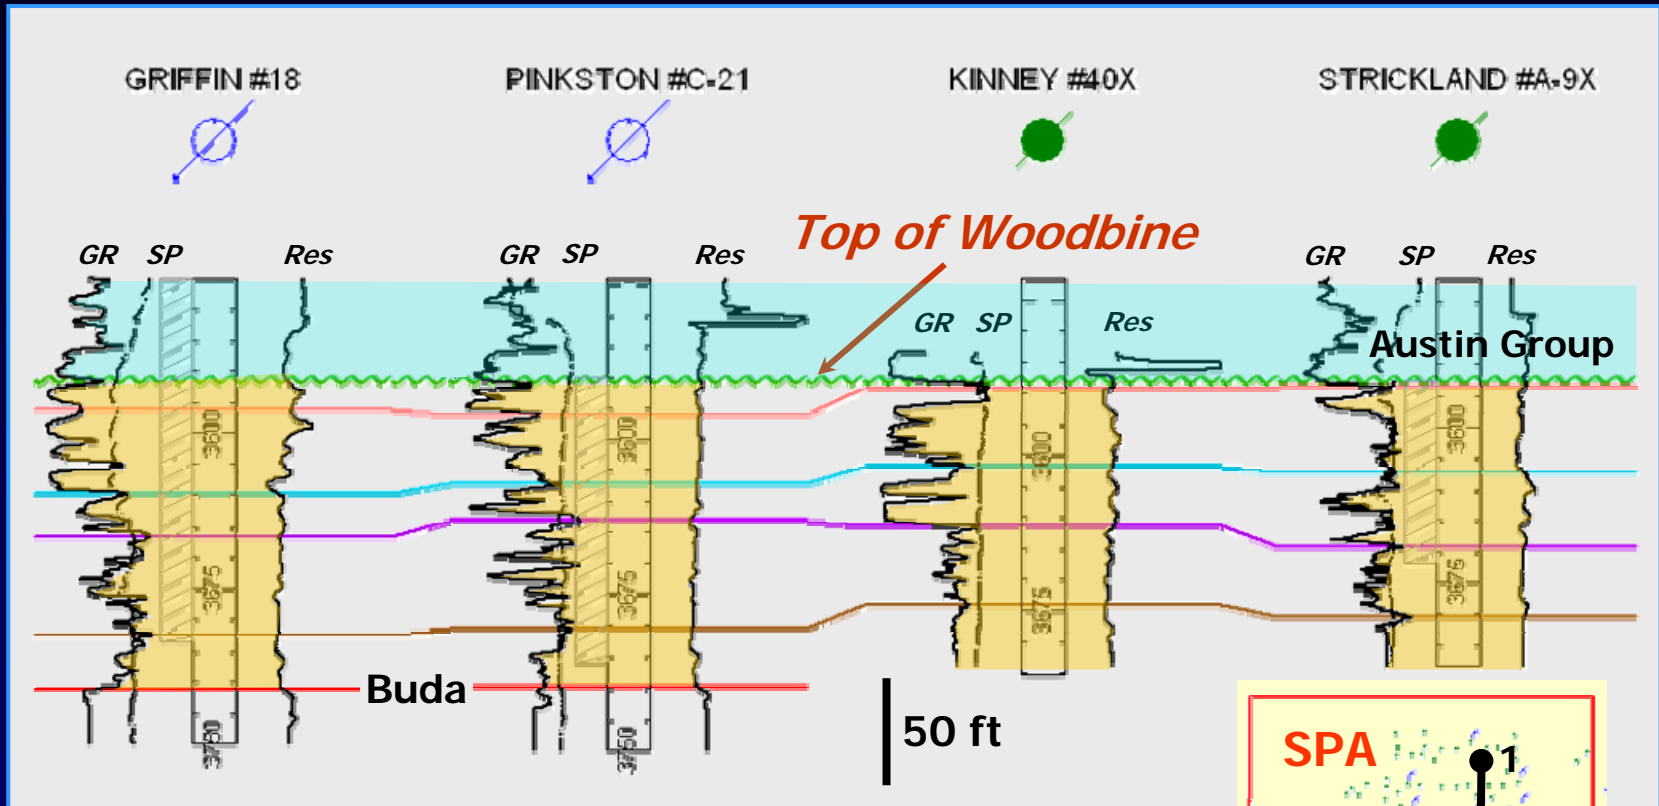 GRIFFIN #18
PINKSTON #C-21
KINNEY #40X
STRICKLAND #A-9X
Top of Woodbine
GR SP Res
GR SP Res
GR SP Res
GR SP Res
Austin Group
3600
3600
3600
3600
3675
3675
3675
3675
Buda
3750
3750
50 ft
SPA
1